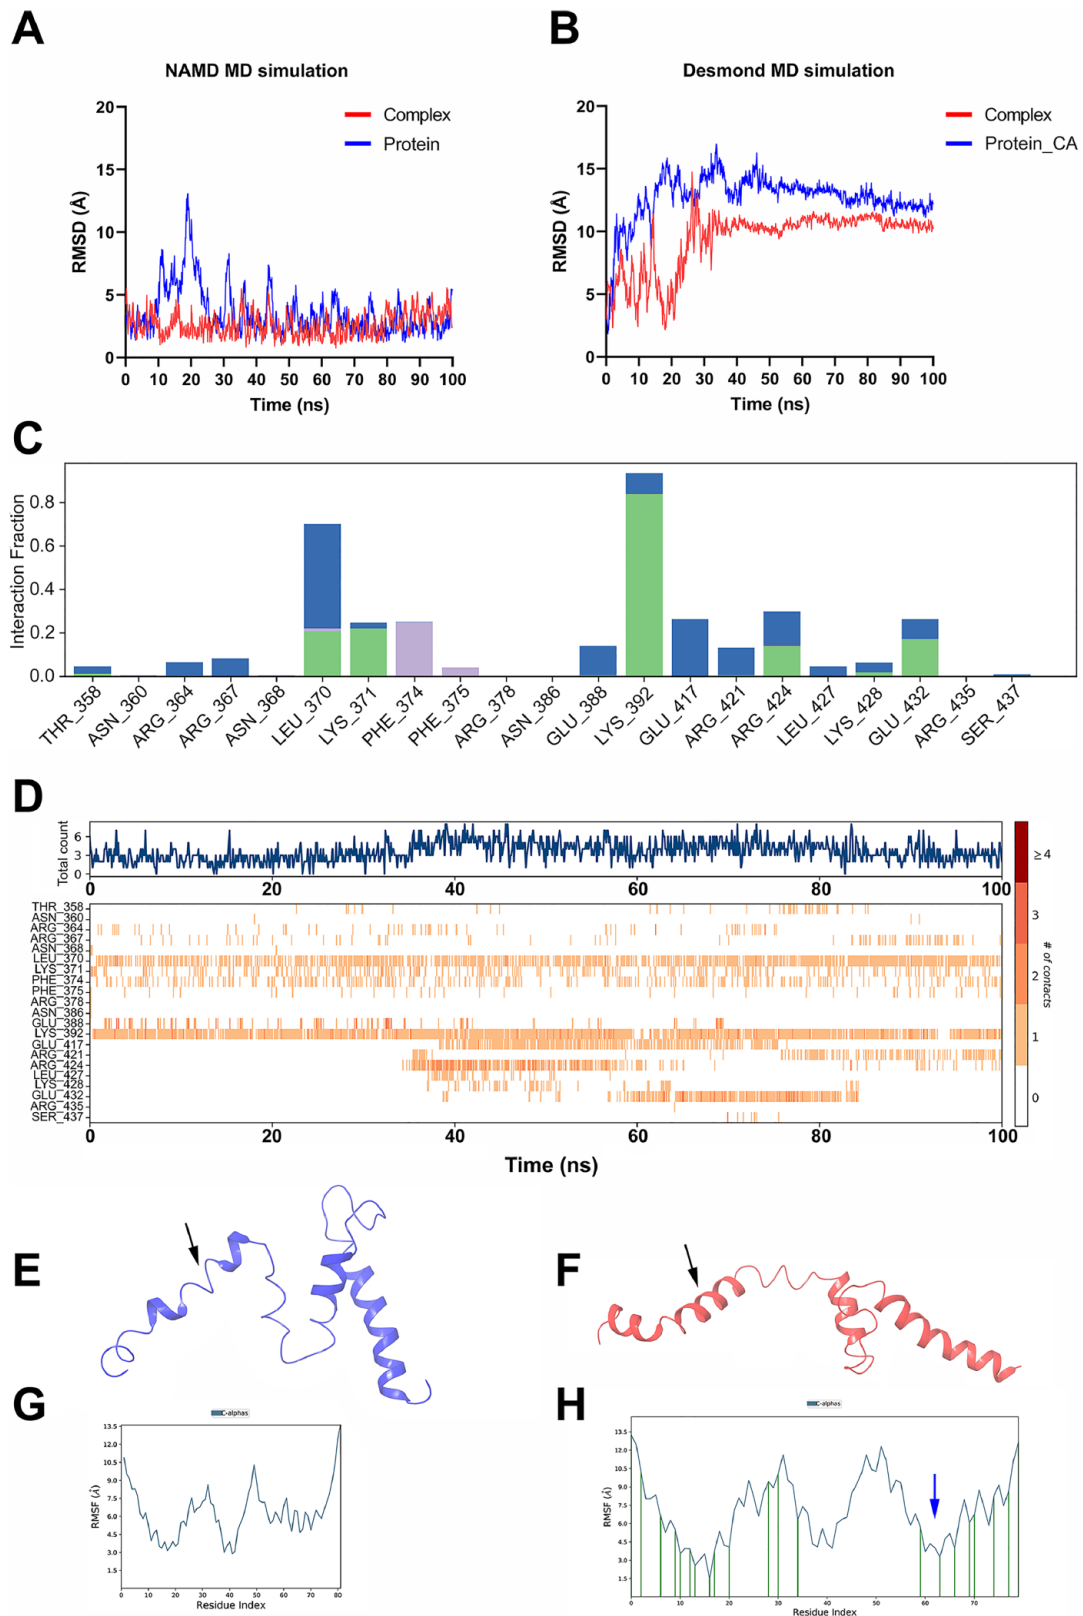 A
B
NAMD MD simulation
Desmond MD simulation
20
15
10
5
0
RMSD (Å)
Complex
Protein
0 10 20 30 40 50 60 70 80 90 100
Time (ns)
20
15
10
5
0
RMSD (Å)
Complex
Protein_CA
0 10 20 30 40 50 60 70 80 90 100
Time (ns)
C
Interaction Fraction
0.8
0.6
0.4
0.2
0.0
THR_358 ASN_360 ARG_364 ARG_367 ASN_368 LEU_370 LYS_371 PHE_374 PHE_375 ARG_378 ASN_386 GLU_388 LYS_392 GLU_417 ARG_421 ARG_424 LEU_427 LYS_428 GLU_432 ARG_435 SER_437
D
Total count
6
3
0
0 20 40 60 80 100
THR_358
ASN_360
ARG_364
ARG_367
ASN_368
LEU_370
LYS_371
PHE_374
PHE_375
ARG_378
ASN_386
GLU_388
LYS_392
GLU_417
ARG_421
ARG_424
LEU_427
LYS_428
GLU_432
ARG_435
SER_437
0 20 40 60 80 100
Time (ns)
≥4
3
2
1
0
# of contacts
E
F
G
C-alphas
13.5
12.0
10.5
9.0
7.5
6.0
4.5
3.0
1.5
RMSF (Å)
0 10 20 30 40 50 60 70 80
Residue Index
H
C-alphas
13.5
12.0
10.5
9.0
7.5
6.0
4.5
3.0
1.5
RMSF (Å)
0 10 20 30 40 50 60 70
Residue Index